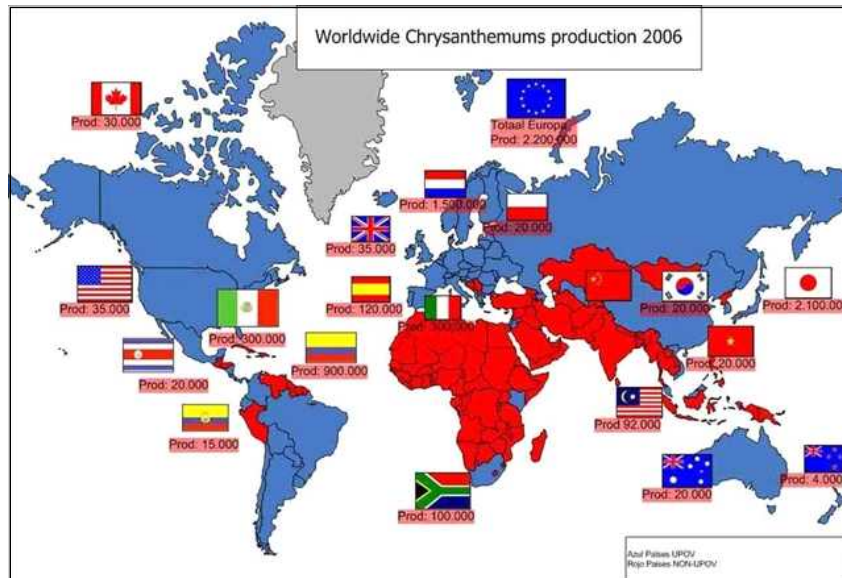 Worldwide Chrysanthemums production 2006
Prod: 30.000
Totaal Europa
Prod: 2.200.000
Prod: 1.500.000
Prod: 20.000
Prod: 35.000
Prod: 35.000
Prod: 300.000
Prod: 120.000
Prod: 300.000
Prod: 20.000
Prod: 2.100.000
Prod: 20.000
Prod: 900.000
Prod: 20.000
Prod: 15.000
Prod 92.000
Prod: 100.000
Prod: 20.000
Prod: 4.000
Azul Paises UPOV
Rojo Paises NON-UPOV